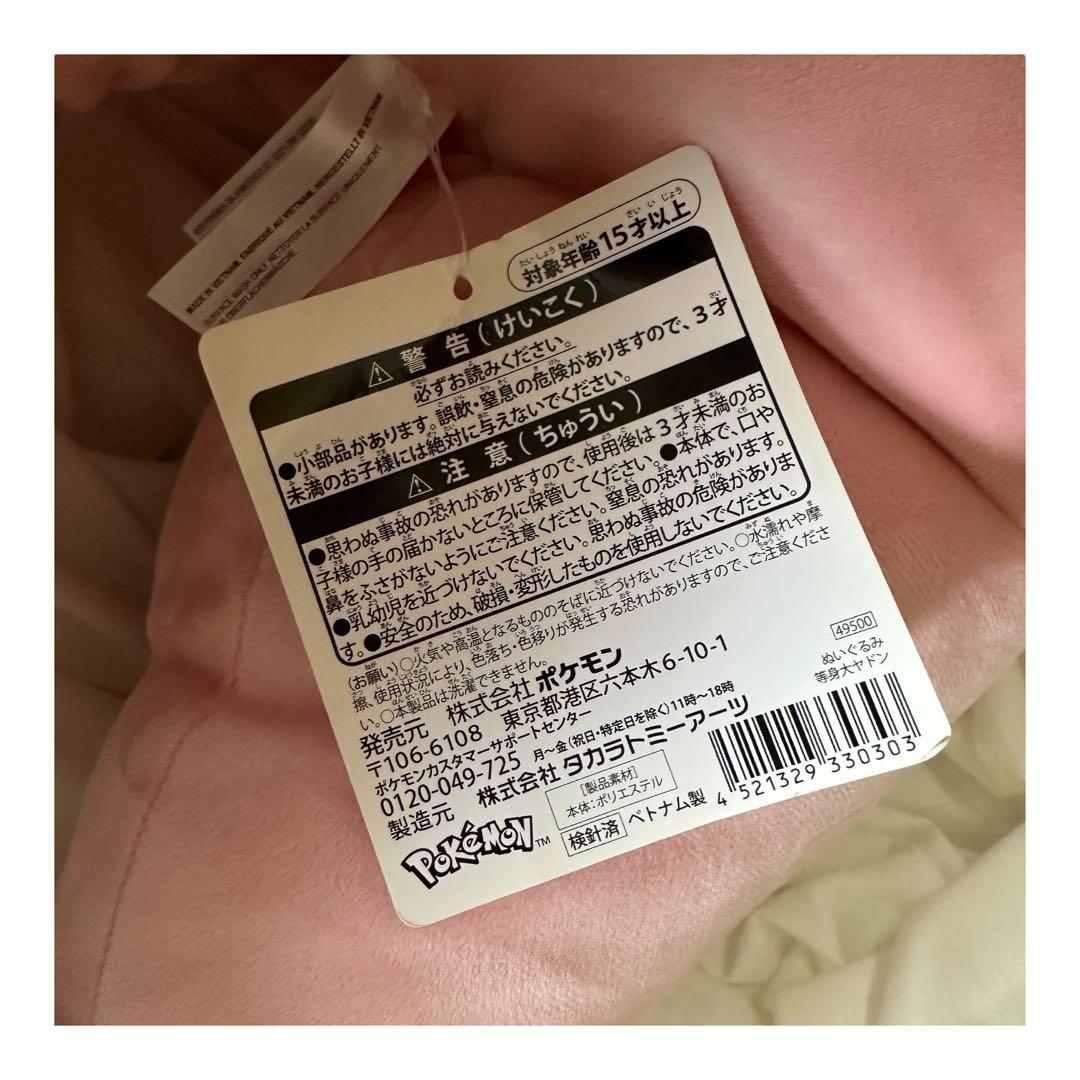 MADE IN VIETNAM. FABRIQUÉ AU VIETNAM. HERGESTELLT IN VIETNAM.
SURFACE WASH ONLY. NETTOYER LA SURFACE UNIQUEMENT.
対象年齢15才以上
⚠警告(けいこく)
必ずお読みください。
●小部品があります。誤飲・窒息の危険がありますので、3才
未満のお子様には絶対に与えないでください。
⚠注意(ちゅうい)
●思わぬ事故の恐れがありますので、使用後は3才未満のお
子様の手の届かないところに保管してください。●本体で、口や
鼻をふさがないようにご注意ください。窒息の恐れがあります。
●乳幼児を近づけないでください。思わぬ事故の危険がありま
す。●安全のため、破損・変形したものを使用しないでください。
(お願い)○火気や高温となるもののそばに近づけないでください。○水濡れや摩
擦、使用状況により、色落ち・色移りが発生する恐れがありますので、ご注意くださ
い。○本製品は洗濯できません。
発売元 株式会社ポケモン
〒106-6108 東京都港区六本木6-10-1
ポケモンカスタマーサポートセンター
0120-049-725 月~金(祝日・特定日を除く)11時~18時
製造元 株式会社タカラトミーアーツ
POKéMON™
[製品素材]
本体:ポリエステル
検針済 ベトナム製
49500
ぬいぐるみ
等身大ヤドン
4 521329 330303